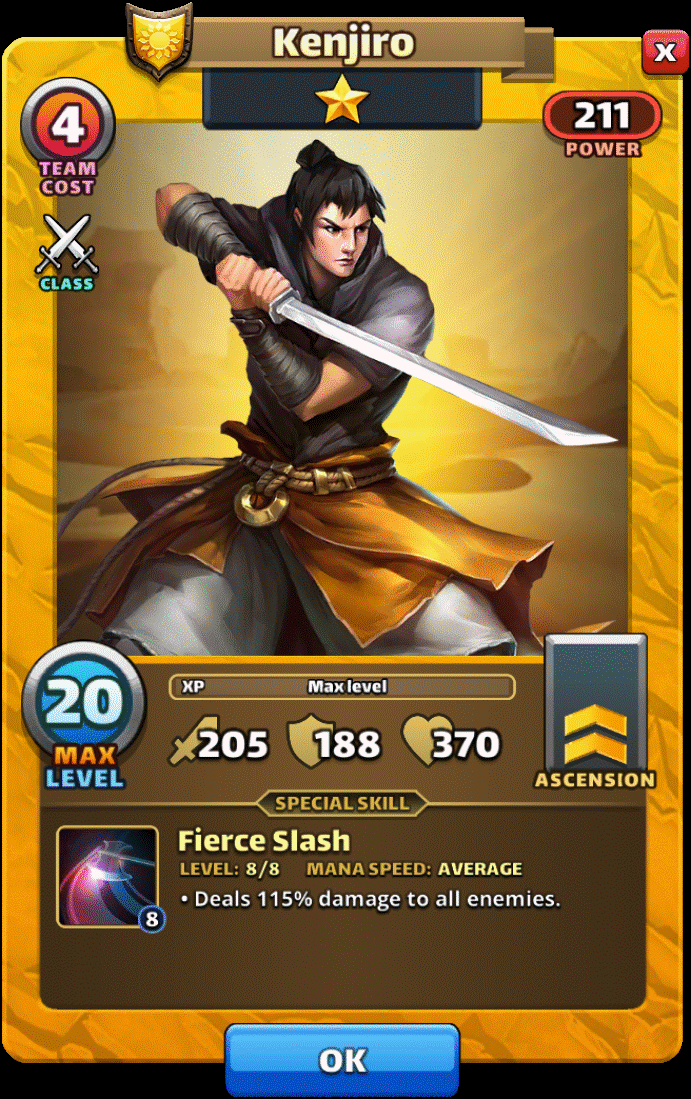 Kenjiro
X
4
TEAM
COST
211
POWER
CLASS
20
MAX
LEVEL
XP Max level
205 188 370
ASCENSION
SPECIAL SKILL
Fierce Slash
LEVEL: 8/8 MANA SPEED: AVERAGE
• Deals 115% damage to all enemies.
8
OK